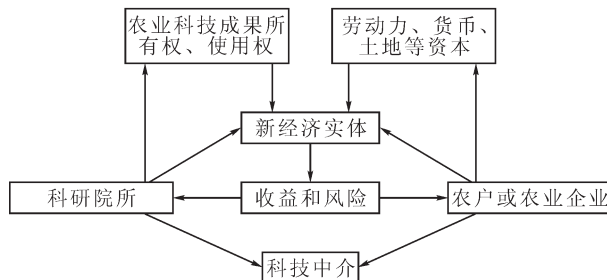 农业科技成果所
有权、使用权
劳动力、货币、
土地等资本
新经济实体
科研院所
收益和风险
农户或农业企业
科技中介